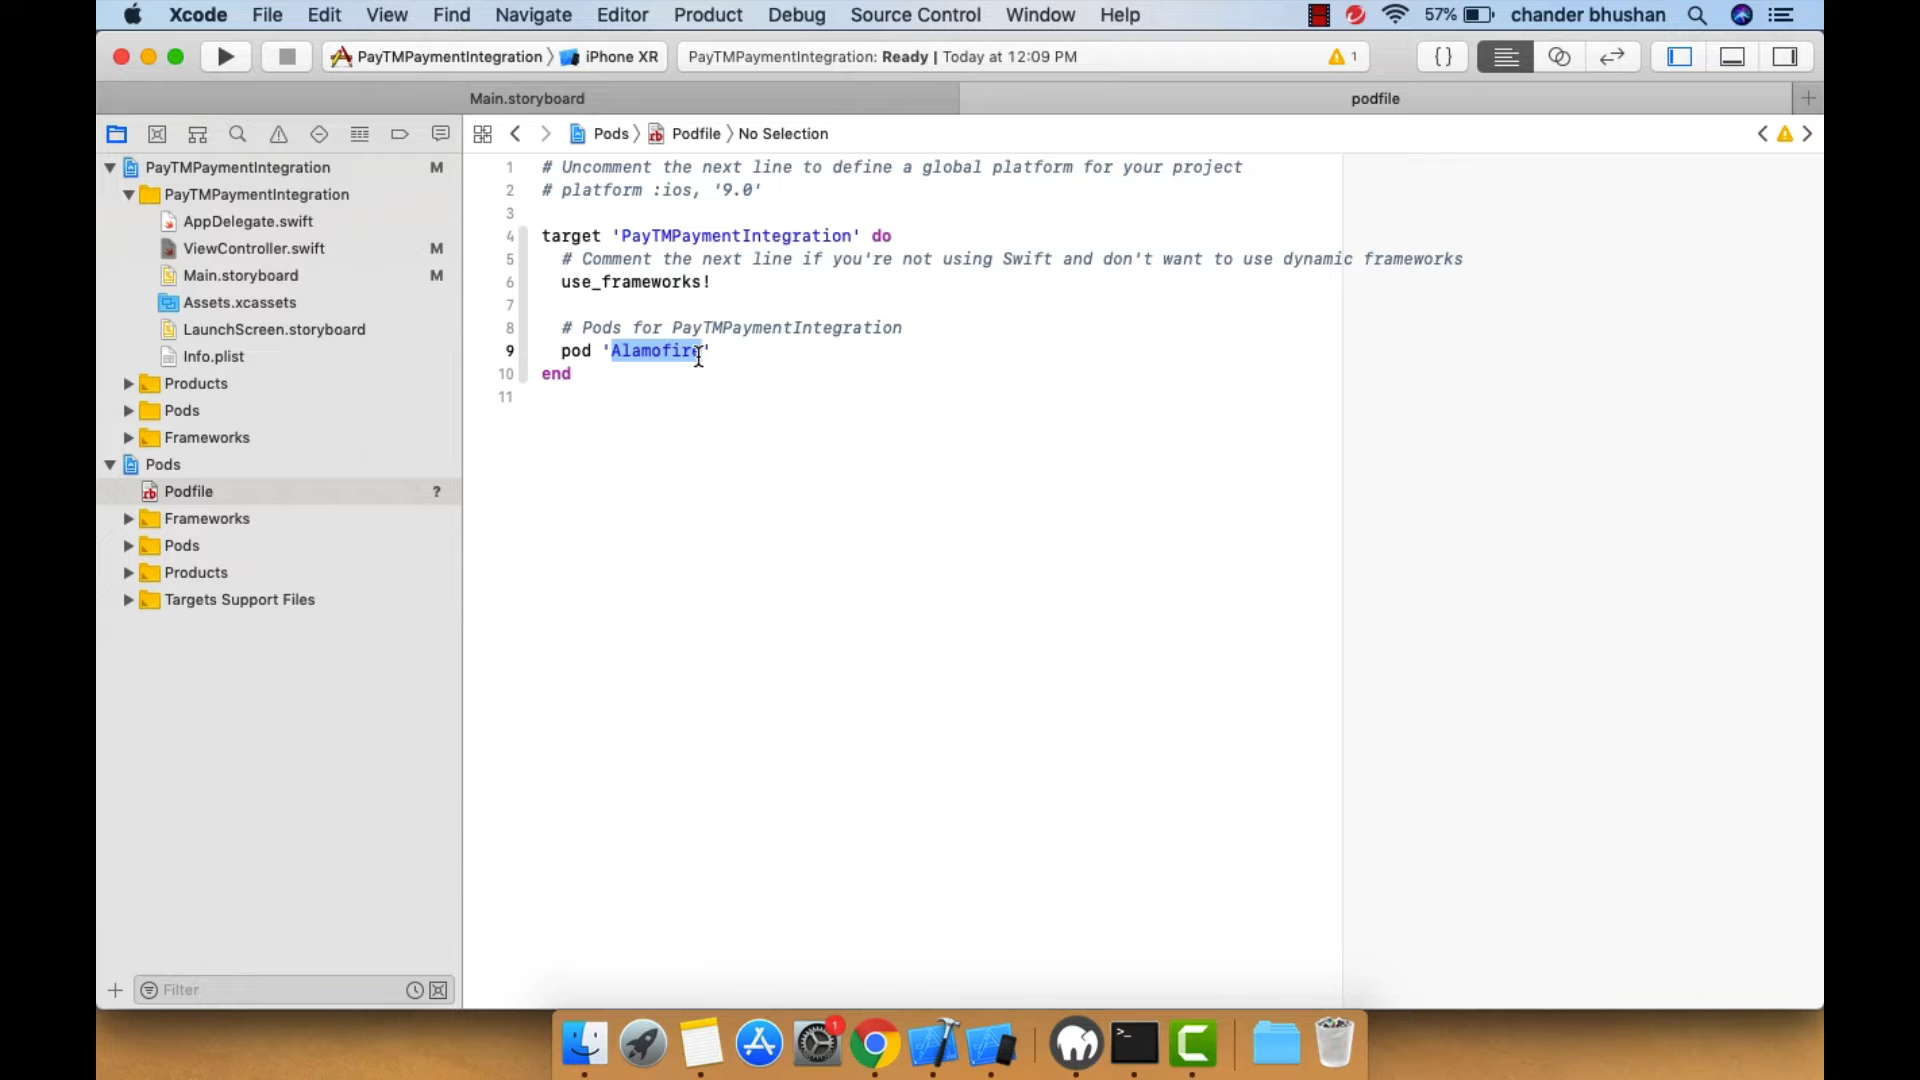 Xcode File Edit View Find Navigate Editor Product Debug Source Control Window Help 57% chander bhushan
PayTMPaymentIntegration iPhone XR PayTMPaymentIntegration: Ready | Today at 12:09 PM 1 {}
Main.storyboard podfile
Pods Podfile No Selection
PayTMPaymentIntegration M
PayTMPaymentIntegration
AppDelegate.swift
ViewController.swift M
Main.storyboard M
Assets.xcassets
LaunchScreen.storyboard
Info.plist
Products
Pods
Frameworks
Pods
rb Podfile ?
Frameworks
Pods
Products
Targets Support Files
Filter
1 # Uncomment the next line to define a global platform for your project
2 # platform :ios, '9.0'
3
4 target 'PayTMPaymentIntegration' do
5 # Comment the next line if you're not using Swift and don't want to use dynamic frameworks
6 use_frameworks!
7
8 # Pods for PayTMPaymentIntegration
9 pod 'Alamofire'
10 end
11
1